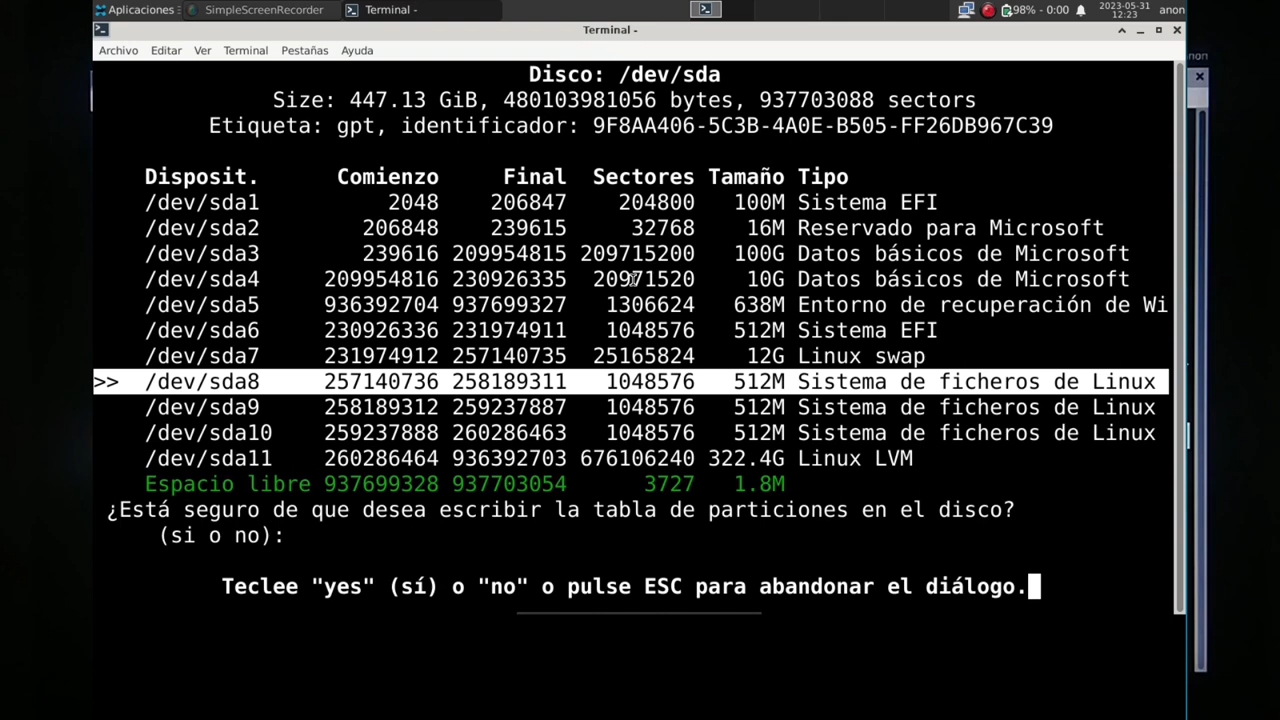 Aplicaciones SimpleScreenRecorder Terminal - 98% - 0:00 2023-05-31 12:23 anon
Terminal -
Archivo Editar Ver Terminal Pestañas Ayuda
anon
Disco: /dev/sda
Size: 447.13 GiB, 480103981056 bytes, 937703088 sectors
Etiqueta: gpt, identificador: 9F8AA406-5C3B-4A0E-B505-FF26DB967C39
Disposit. Comienzo Final Sectores Tamaño Tipo
/dev/sda1 2048 206847 204800 100M Sistema EFI
/dev/sda2 206848 239615 32768 16M Reservado para Microsoft
/dev/sda3 239616 209954815 209715200 100G Datos básicos de Microsoft
/dev/sda4 209954816 230926335 20971520 10G Datos básicos de Microsoft
/dev/sda5 936392704 937699327 1306624 638M Entorno de recuperación de Wi
/dev/sda6 230926336 231974911 1048576 512M Sistema EFI
/dev/sda7 231974912 257140735 25165824 12G Linux swap
>> /dev/sda8 257140736 258189311 1048576 512M Sistema de ficheros de Linux
/dev/sda9 258189312 259237887 1048576 512M Sistema de ficheros de Linux
/dev/sda10 259237888 260286463 1048576 512M Sistema de ficheros de Linux
/dev/sda11 260286464 936392703 676106240 322.4G Linux LVM
Espacio libre 937699328 937703054 3727 1.8M
¿Está seguro de que desea escribir la tabla de particiones en el disco?
(si o no):
Teclee "yes" (sí) o "no" o pulse ESC para abandonar el diálogo.